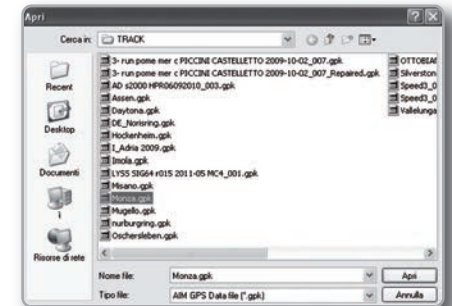 Apri
Cerca in:
TRACK
3- run pome mer c PICCINI CASTELLETTO 2009-10-02_007.gpk
3- run pome mer c PICCINI CASTELLETTO 2009-10-02_007_Repaired.gpk
AD s2000 HPR06092010_003.gpk
Assen.gpk
Daytona.gpk
DE_Norisring.gpk
Hockenheim.gpk
I_Adria 2009.gpk
Imola.gpk
LYSS SIG64 r015 2011-05 MC4_001.gpk
Misano.gpk
Monza.gpk
Mugello.gpk
nurburgring.gpk
Oschersleben.gpk
OTTOBIA
Silverston
Speed3_0
Speed3_0
Vallelunga
Recent
Desktop
Documenti
Risorse di rete
Nome file:
Monza.gpk
Apri
Tipo file:
AIM GPS Data file (*.gpk)
Annulla